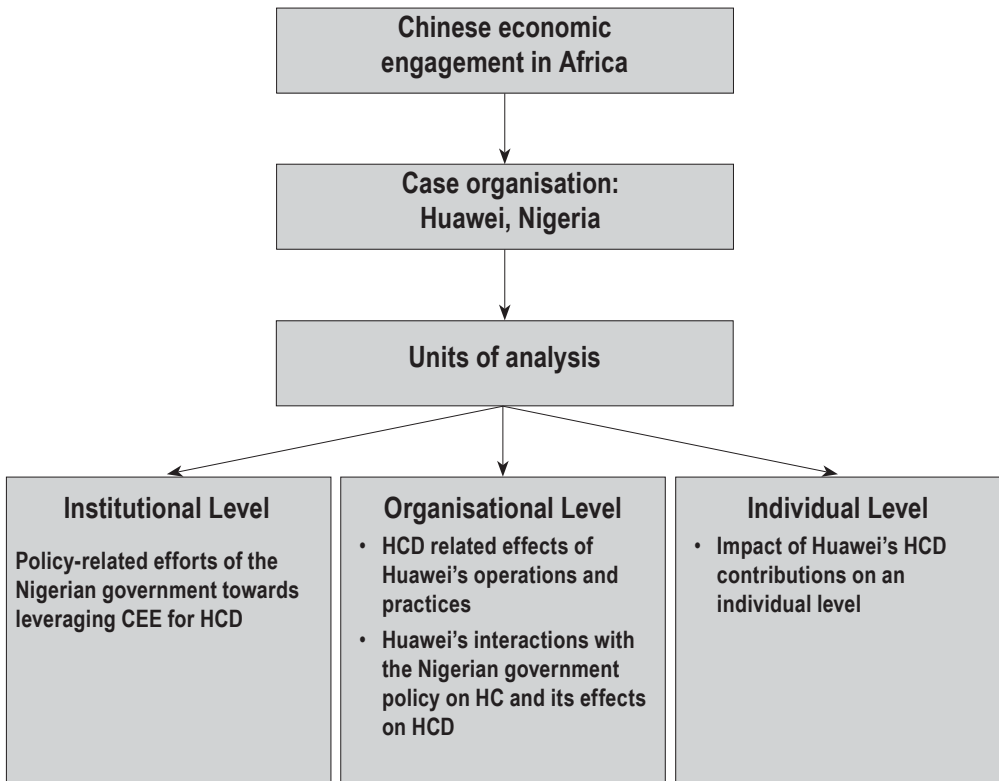 Chinese economic
engagement in Africa
Case organisation:
Huawei, Nigeria
Units of analysis
Institutional Level
Policy-related efforts of the
Nigerian government towards
leveraging CEE for HCD
Organisational Level
• HCD related effects of
Huawei’s operations and
practices
• Huawei’s interactions with
the Nigerian government
policy on HC and its effects
on HCD
Individual Level
• Impact of Huawei’s HCD
contributions on an
individual level